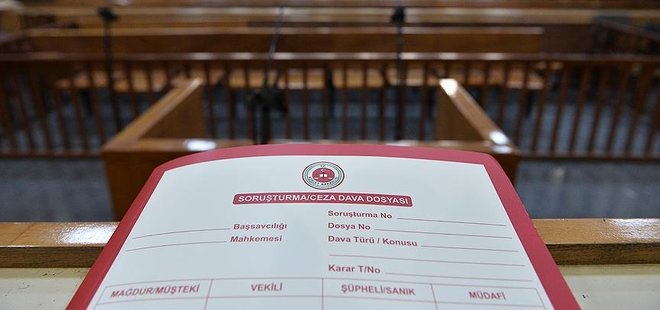 SORUŞTURMA/CEZA DAVA DOSYASI
Soruşturma No
Başsavcılığı Dosya No
Mahkemesi Dava Türü / Konusu
Karar T/No
MAĞDUR/MÜŞTEKİ VEKİLİ ŞÜPHELİ/SANIK MÜDAFİ